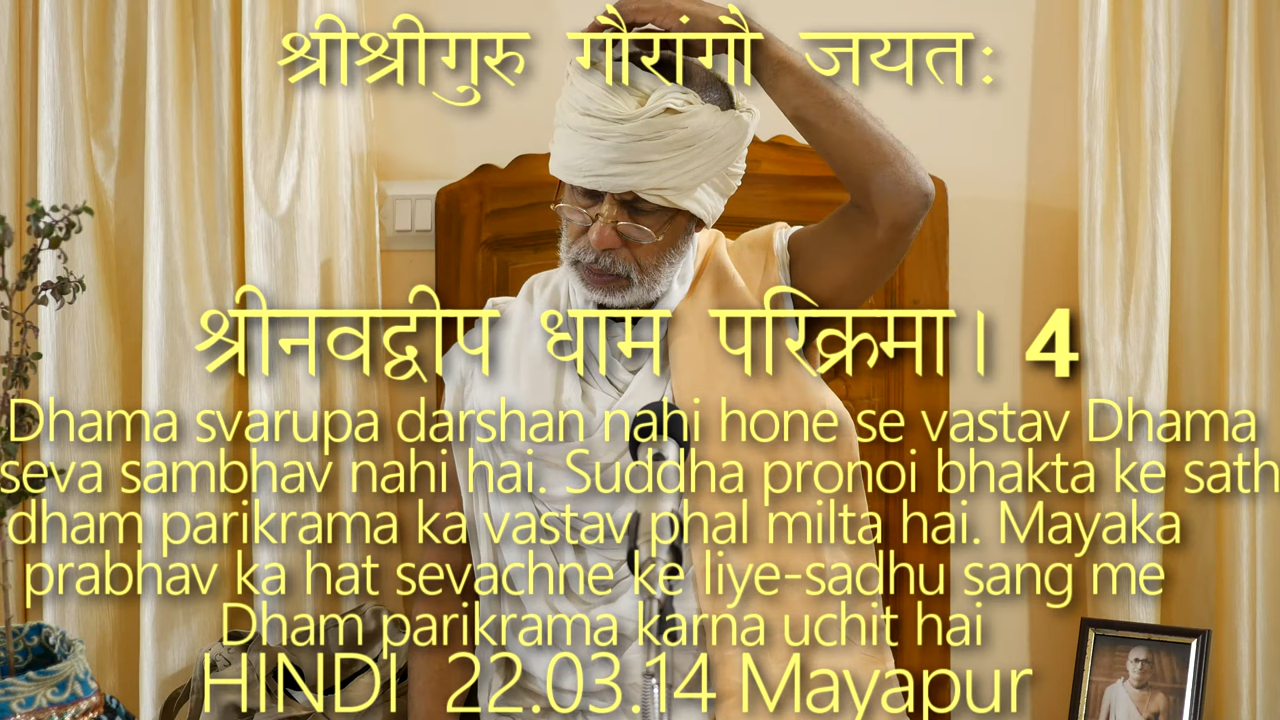 श्रीश्रीगुरु गौरांगौ जयतः
श्रीनवद्वीप धाम परिक्रमा। 4
Dhama svarupa darshan nahi hone se vastav Dhama
seva sambhav nahi hai. Suddha pronoi bhakta ke sath
dham parikrama ka vastav phal milta hai. Mayaka
prabhav ka hat sevachne ke liye-sadhu sang me
Dham parikrama karna uchit hai
HINDI 22.03.14 Mayapur